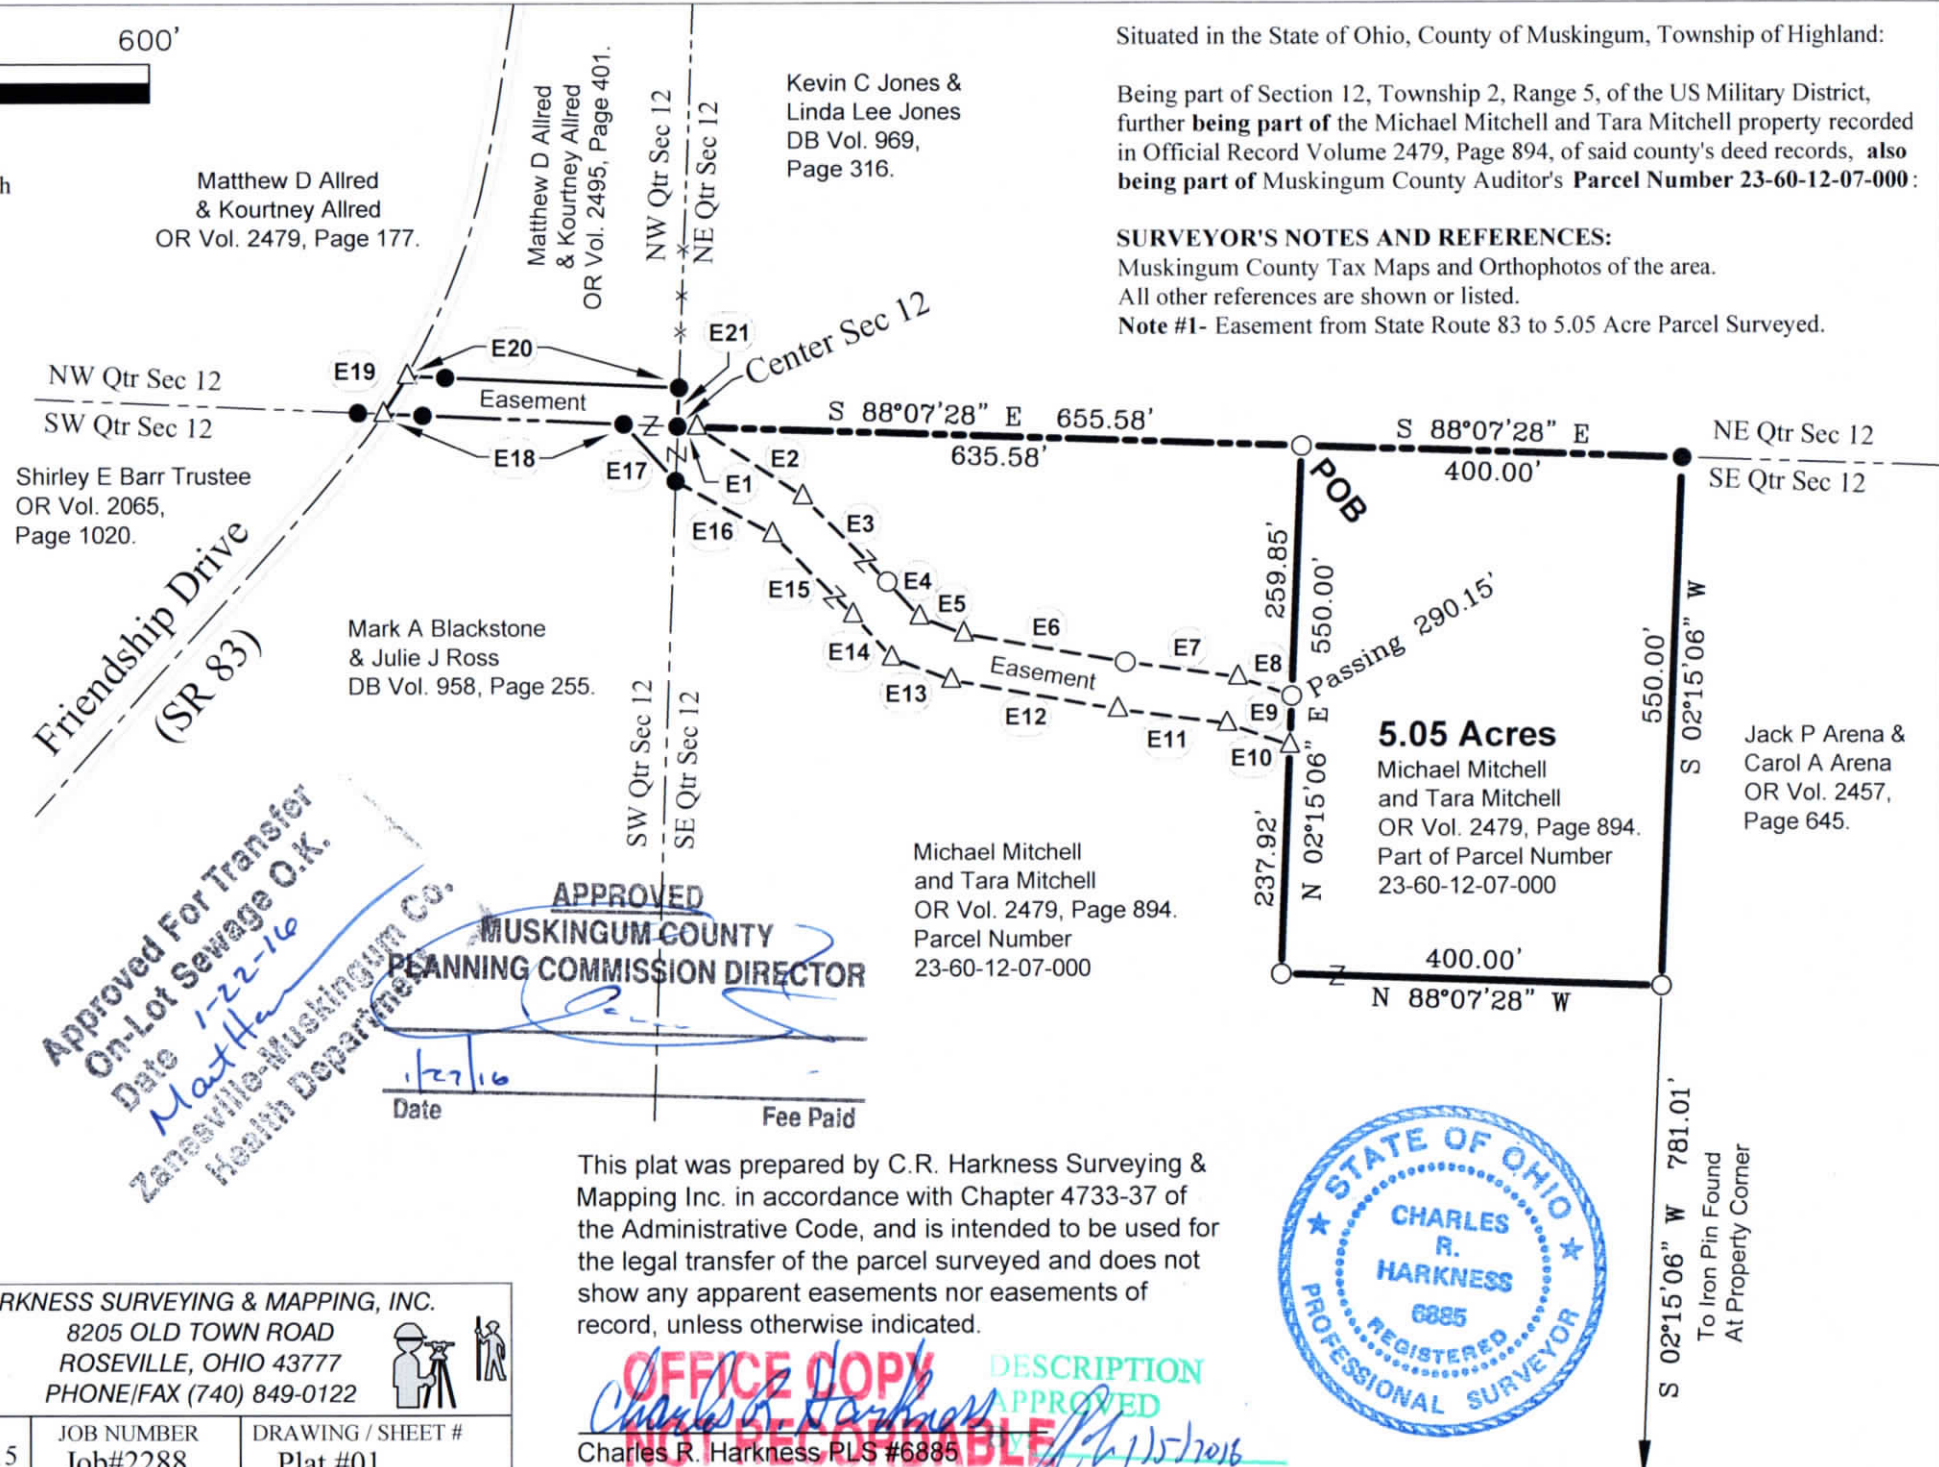 600'
h
Matthew D Allred
& Kourtney Allred
OR Vol. 2479, Page 177.
Matthew D Allred
& Kourtney Allred
OR Vol. 2495, Page 401.
NW Qtr Sec 12
NE Qtr Sec 12
Kevin C Jones &
Linda Lee Jones
DB Vol. 969,
Page 316.
Situated in the State of Ohio, County of Muskingum, Township of Highland:
Being part of Section 12, Township 2, Range 5, of the US Military District,
further being part of the Michael Mitchell and Tara Mitchell property recorded
in Official Record Volume 2479, Page 894, of said county's deed records, also
being part of Muskingum County Auditor's Parcel Number 23-60-12-07-000:
SURVEYOR'S NOTES AND REFERENCES:
Muskingum County Tax Maps and Orthophotos of the area.
All other references are shown or listed.
Note #1- Easement from State Route 83 to 5.05 Acre Parcel Surveyed.
NW Qtr Sec 12
SW Qtr Sec 12
E19
E20
Easement
E18
E17
E21
Center Sec 12
E1
S 88°07'28" E 655.58'
635.58'
S 88°07'28" E
400.00'
NE Qtr Sec 12
SE Qtr Sec 12
POB
Shirley E Barr Trustee
OR Vol. 2065,
Page 1020.
Friendship Drive
(SR 83)
Mark A Blackstone
& Julie J Ross
DB Vol. 958, Page 255.
E2
E3
E4
E5
E6
E7
E8
E9
E10
E11
E12
E13
E14
E15
E16
Easement
259.85'
550.00'
Passing 290.15'
N 02°15'06" E
237.92'
550.00'
S 02°15'06" W
SW Qtr Sec 12
SE Qtr Sec 12
5.05 Acres
Michael Mitchell
and Tara Mitchell
OR Vol. 2479, Page 894.
Part of Parcel Number
23-60-12-07-000
Jack P Arena &
Carol A Arena
OR Vol. 2457,
Page 645.
Michael Mitchell
and Tara Mitchell
OR Vol. 2479, Page 894.
Parcel Number
23-60-12-07-000
400.00'
N 88°07'28" W
Approved For Transfer
On-Lot Sewage O.K.
Date 1-22-16
Zanesville-Muskingum Co.
Health Department
APPROVED
MUSKINGUM COUNTY
PLANNING COMMISSION DIRECTOR
1/27/16
Date
Fee Paid
This plat was prepared by C.R. Harkness Surveying &
Mapping Inc. in accordance with Chapter 4733-37 of
the Administrative Code, and is intended to be used for
the legal transfer of the parcel surveyed and does not
show any apparent easements nor easements of
record, unless otherwise indicated.
STATE OF OHIO
CHARLES
R.
HARKNESS
6885
REGISTERED
PROFESSIONAL SURVEYOR
S 02°15'06" W 781.01'
To Iron Pin Found
At Property Corner
RKNESS SURVEYING & MAPPING, INC.
8205 OLD TOWN ROAD
ROSEVILLE, OHIO 43777
PHONE/FAX (740) 849-0122
5
JOB NUMBER
Job#2288
DRAWING / SHEET #
Plat #01
OFFICE COPY
NOT RECORDABLE
Charles R. Harkness
Charles R. Harkness PLS #6885
DESCRIPTION
APPROVED
By:
1/5/2016